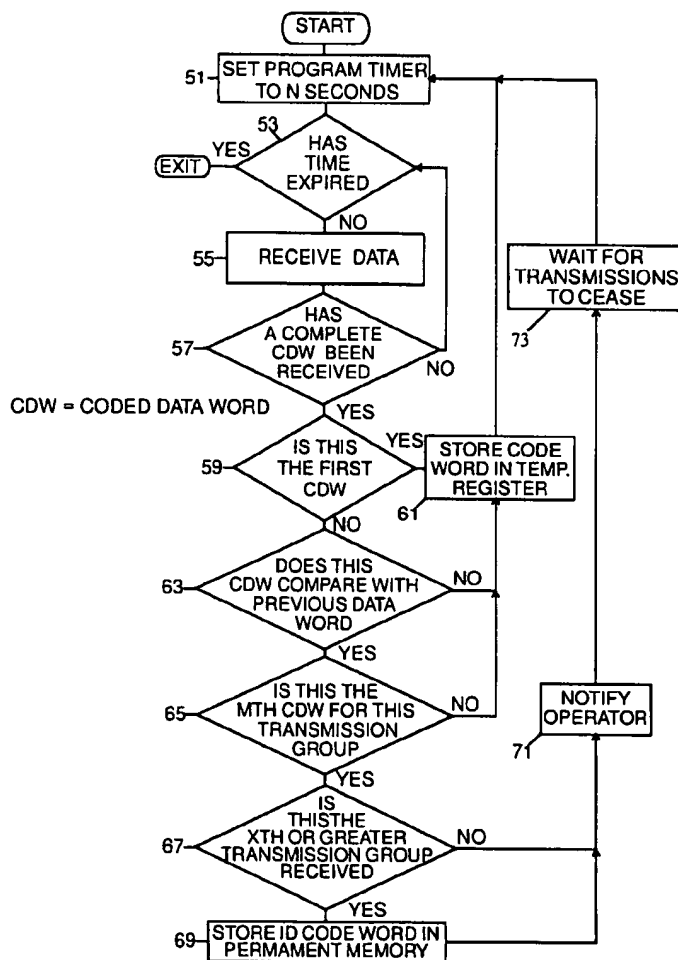 START
51
SET PROGRAM TIMER
TO N SECONDS
53
HAS
TIME
EXPIRED
YES
EXIT
NO
55
RECEIVE DATA
WAIT FOR
TRANSMISSIONS
TO CEASE
73
57
HAS
A COMPLETE
CDW BEEN
RECEIVED
NO
YES
CDW = CODED DATA WORD
59
IS THIS
THE FIRST
CDW
YES
STORE CODE
WORD IN TEMP.
REGISTER
61
NO
63
DOES THIS
CDW COMPARE WITH
PREVIOUS DATA
WORD
NO
YES
65
IS THIS THE
MTH CDW FOR THIS
TRANSMISSION
GROUP
NO
NOTIFY
OPERATOR
71
YES
67
IS
THISTHE
XTH OR GREATER
TRANSMISSION GROUP
RECEIVED
NO
YES
69
STORE ID CODE WORD IN
PERMAMENT MEMORY